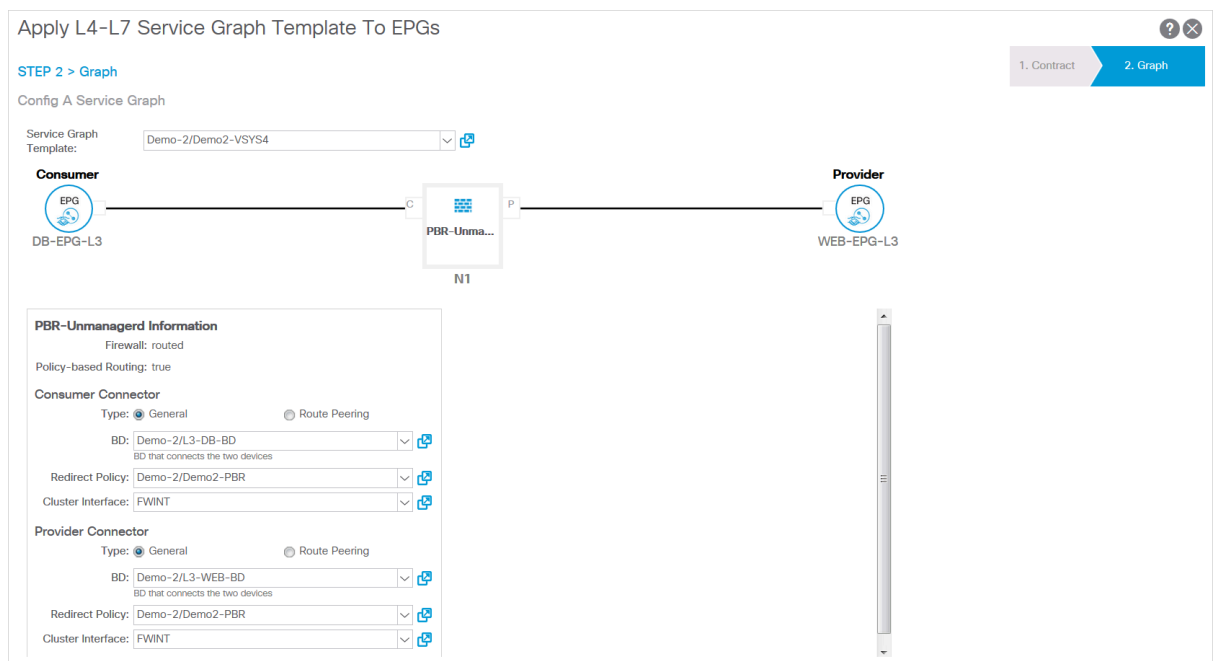 Apply L4-L7 Service Graph Template To EPGs
?
STEP 2 > Graph
1. Contract
2. Graph
Config A Service Graph
Service Graph
Template:
Demo-2/Demo2-VSYS4
Consumer
Provider
EPG
C
P
EPG
PBR-Unma...
DB-EPG-L3
WEB-EPG-L3
N1
PBR-Unmanagerd Information
Firewall: routed
Policy-based Routing: true
Consumer Connector
Type: General Route Peering
BD: Demo-2/L3-DB-BD
BD that connects the two devices
Redirect Policy: Demo-2/Demo2-PBR
Cluster Interface: FWINT
Provider Connector
Type: General Route Peering
BD: Demo-2/L3-WEB-BD
BD that connects the two devices
Redirect Policy: Demo-2/Demo2-PBR
Cluster Interface: FWINT